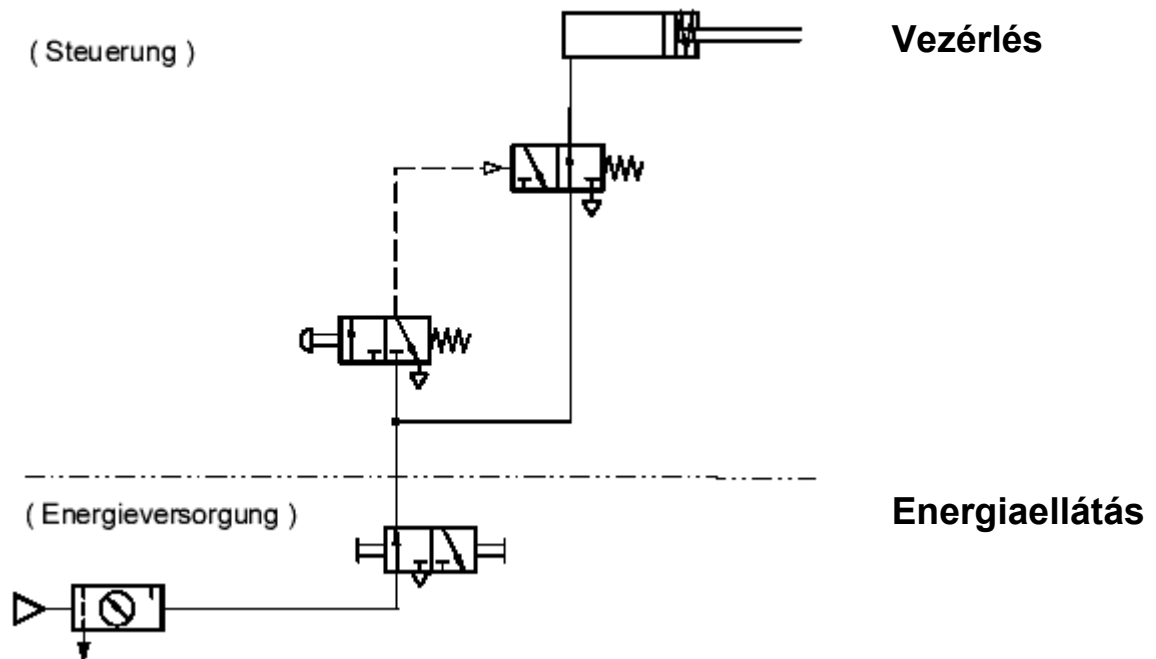 ( Steuerung )
Vezérlés
( Energieversorgung )
Energiaellátás